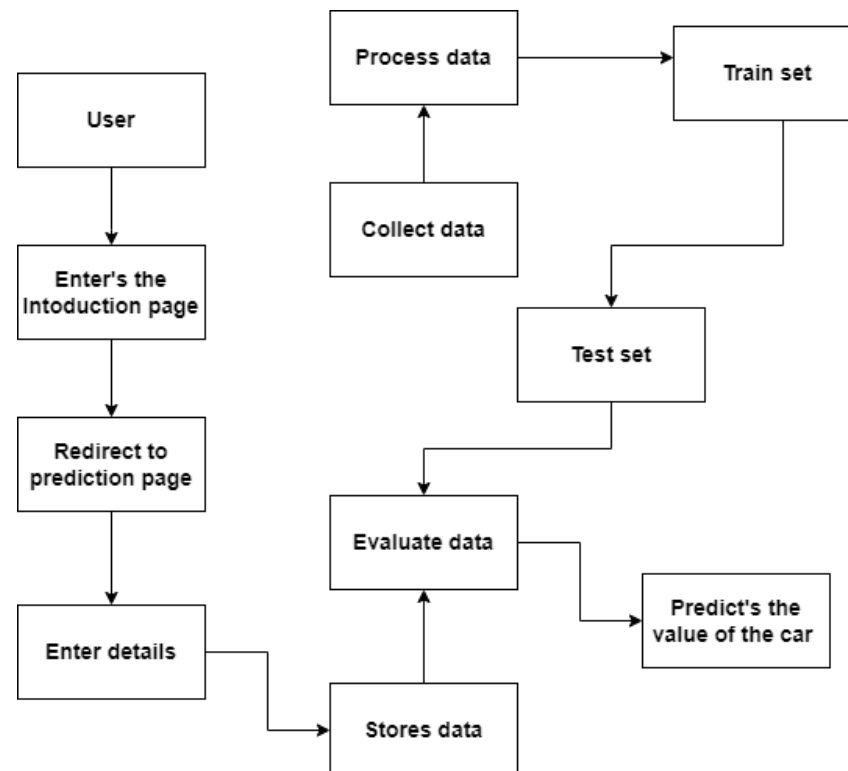 Process data
Train set
User
Collect data
Enter's the
Intoduction page
Test set
Redirect to
prediction page
Evaluate data
Predict's the
value of the car
Enter details
Stores data